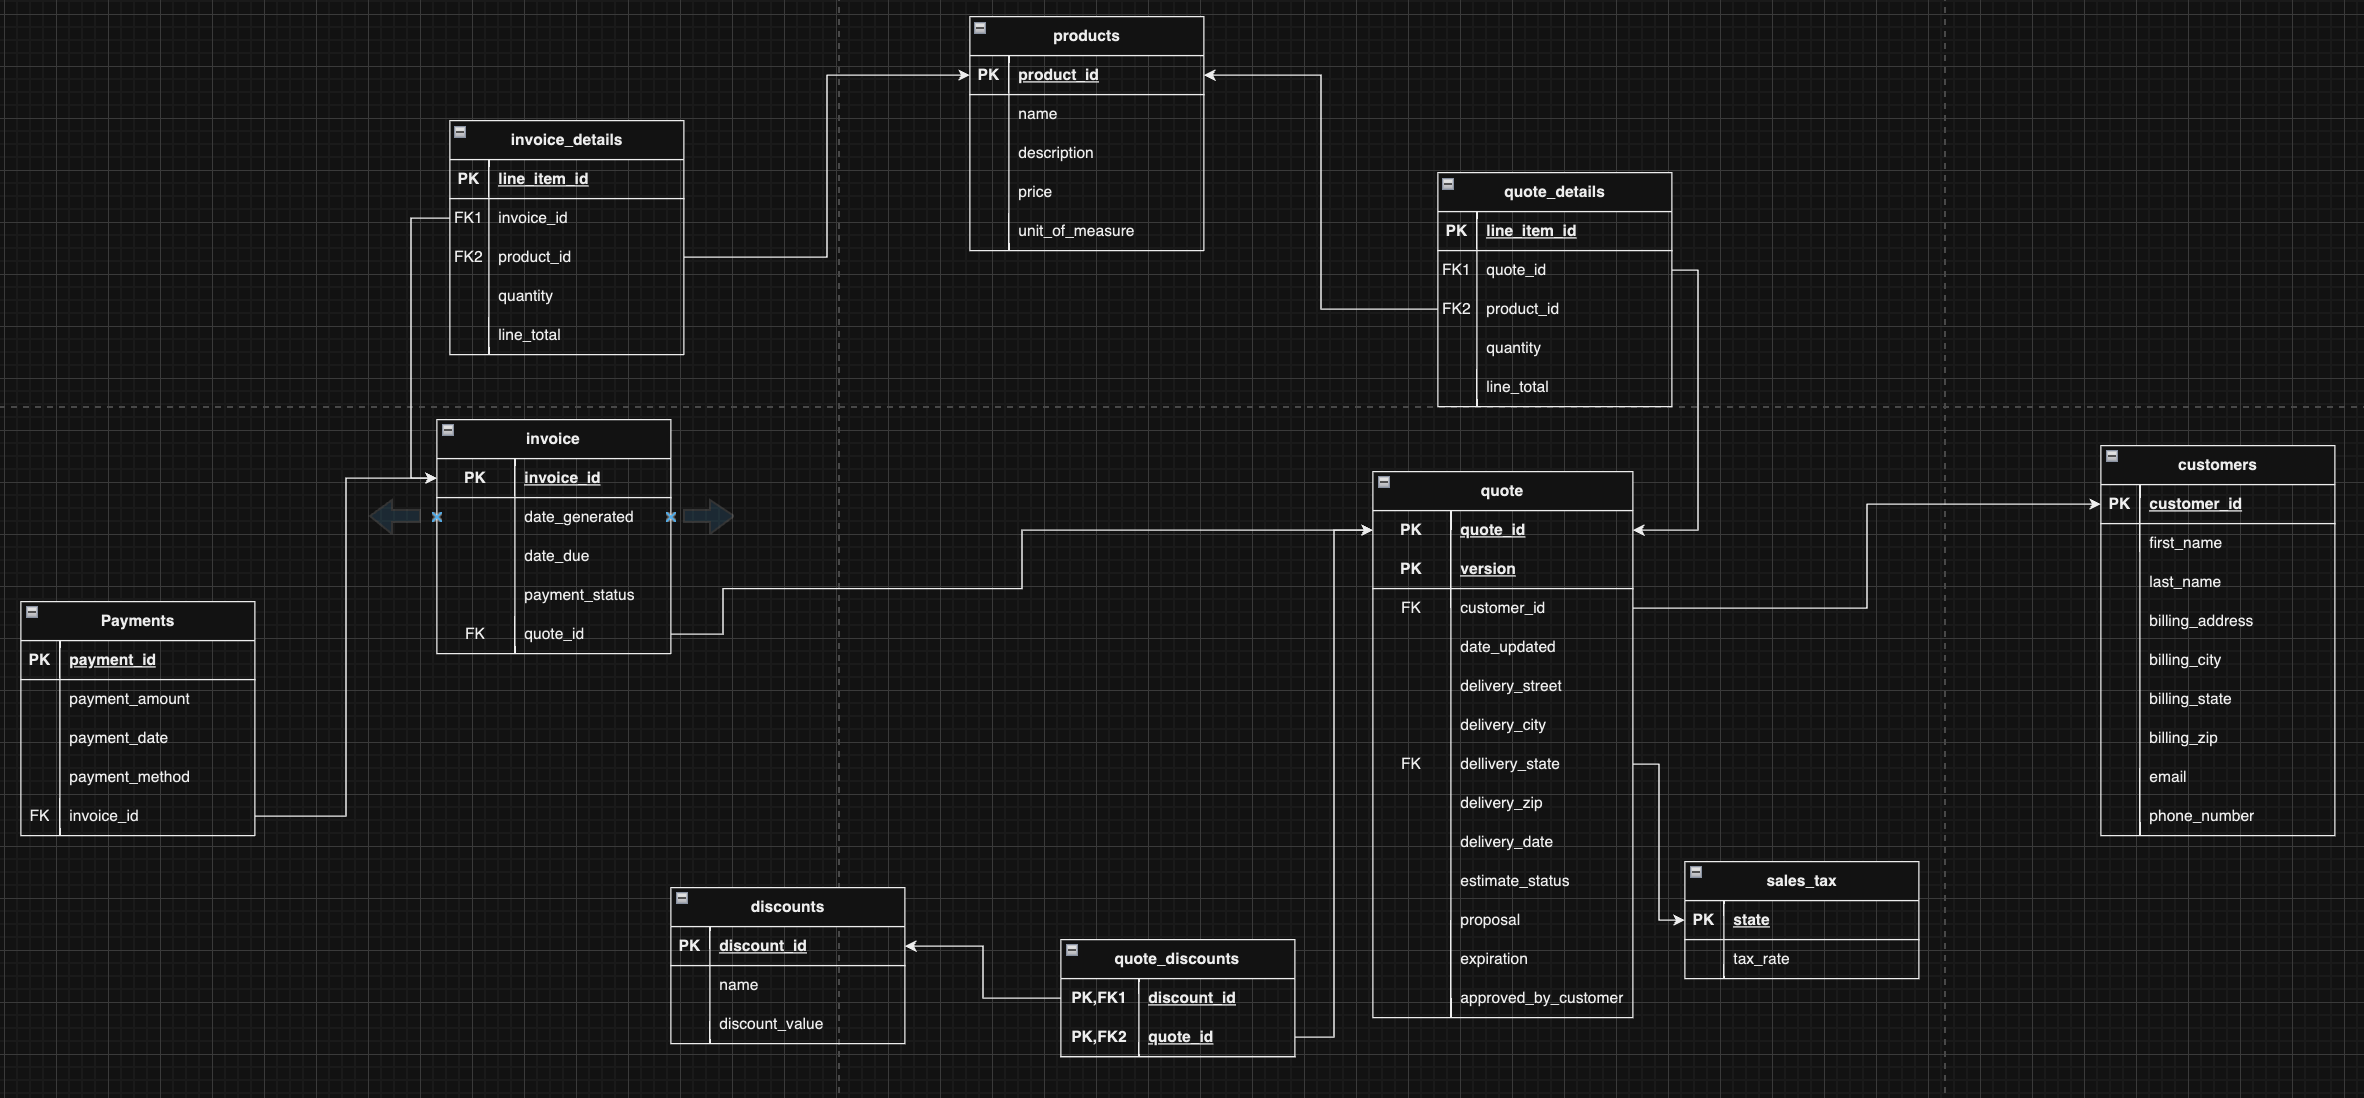 products
PK product_id
name
description
price
unit_of_measure
invoice_details
PK line_item_id
FK1 invoice_id
FK2 product_id
quantity
line_total
quote_details
PK line_item_id
FK1 quote_id
FK2 product_id
quantity
line_total
invoice
PK invoice_id
date_generated
date_due
payment_status
FK quote_id
quote
PK quote_id
PK version
FK customer_id
date_updated
delivery_street
delivery_city
FK dellivery_state
delivery_zip
delivery_date
estimate_status
proposal
expiration
approved_by_customer
customers
PK customer_id
first_name
last_name
billing_address
billing_city
billing_state
billing_zip
email
phone_number
Payments
PK payment_id
payment_amount
payment_date
payment_method
FK invoice_id
discounts
PK discount_id
name
discount_value
quote_discounts
PK,FK1 discount_id
PK,FK2 quote_id
sales_tax
PK state
tax_rate